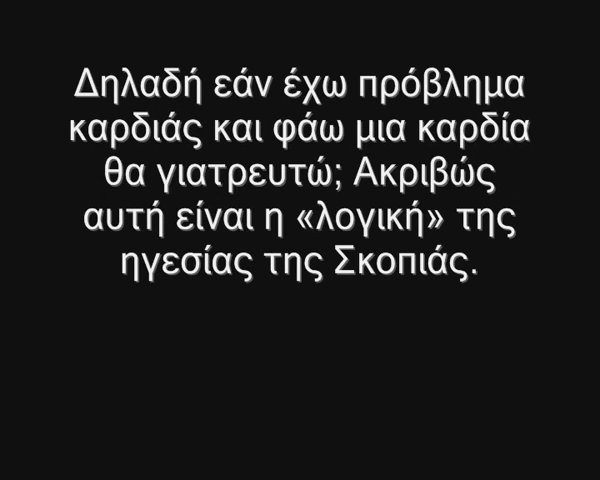 Δηλαδή εάν έχω πρόβλημα
καρδιάς και φάω μια καρδία
θα γιατρευτώ; Ακριβώς
αυτή είναι η «λογική» της
ηγεσίας της Σκοπιάς.